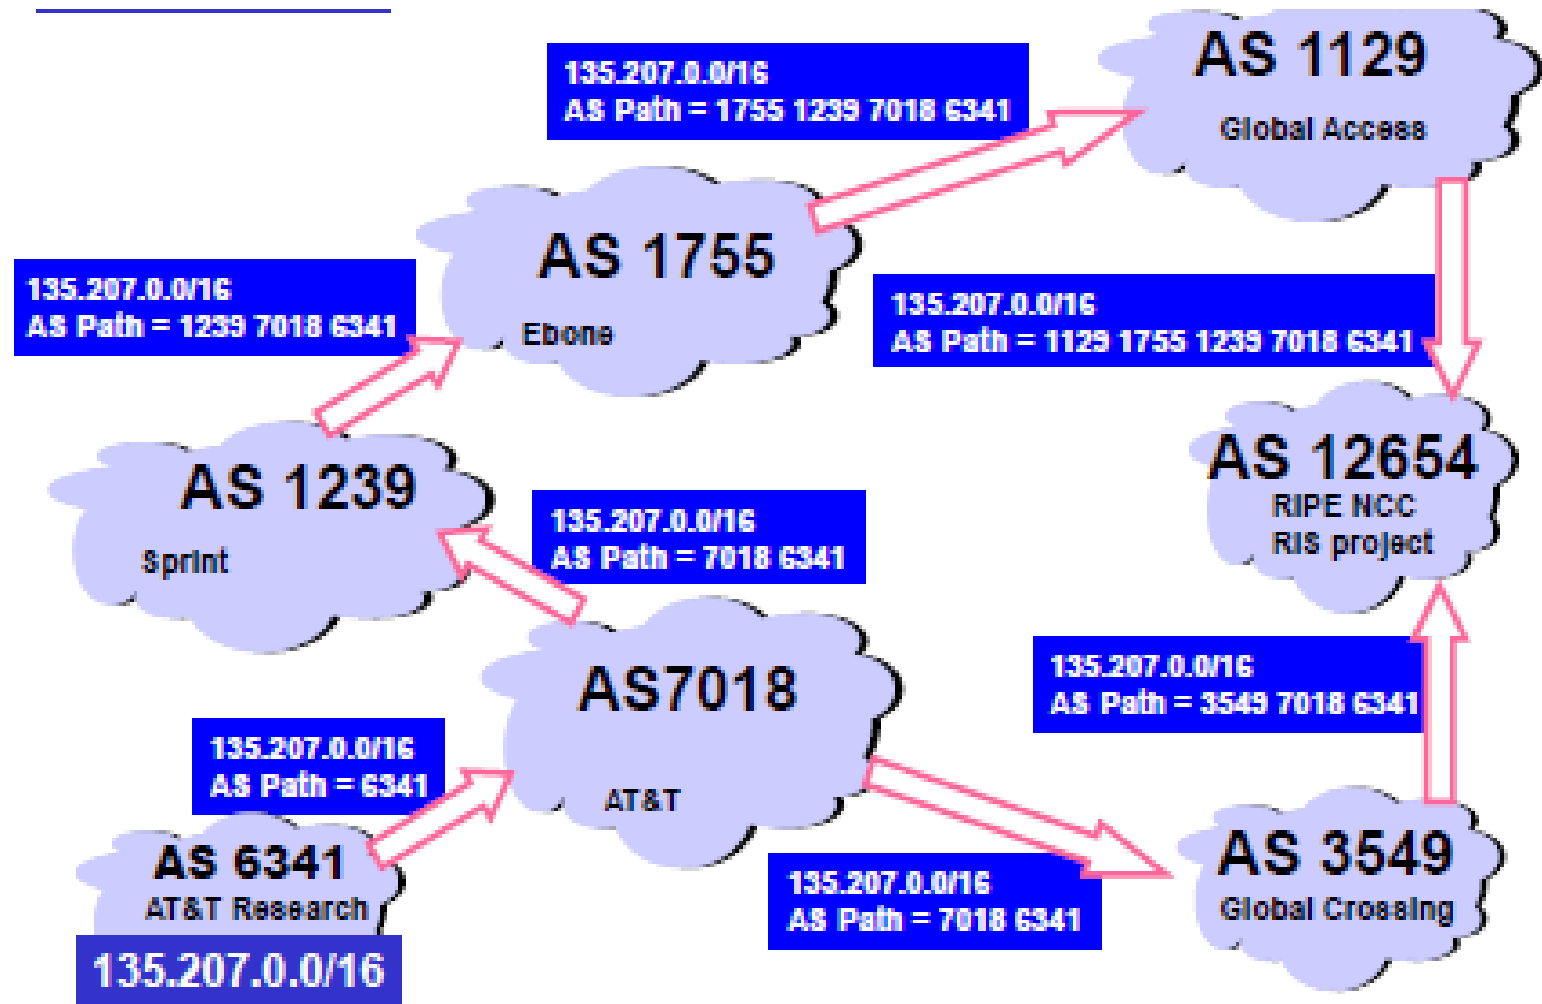 135.207.0.0/16
AS Path = 1755 1239 7018 6341
AS 1129
Global Access
AS 1755
Ebone
135.207.0.0/16
AS Path = 1239 7018 6341
135.207.0.0/16
AS Path = 1129 1755 1239 7018 6341
AS 1239
Sprint
135.207.0.0/16
AS Path = 7018 6341
AS 12654
RIPE NCC
RIS project
AS7018
AT&T
135.207.0.0/16
AS Path = 3549 7018 6341
135.207.0.0/16
AS Path = 6341
AS 6341
AT&T Research
135.207.0.0/16
135.207.0.0/16
AS Path = 7018 6341
AS 3549
Global Crossing